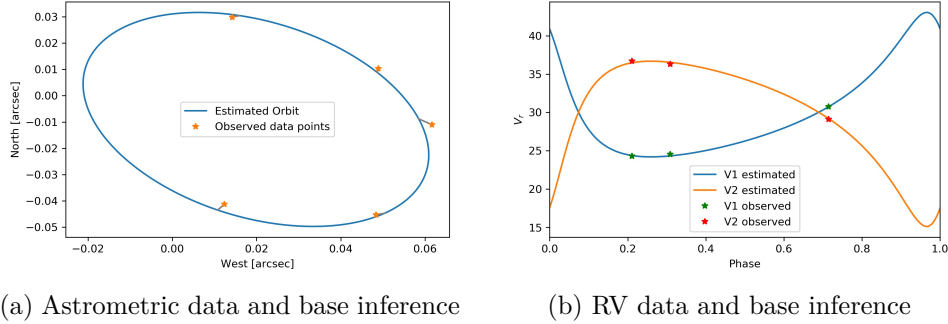 0.03
0.02
0.01
0.00
−0.01
−0.02
−0.03
−0.04
−0.05
North [arcsec]
Estimated Orbit
Observed data points
−0.02
0.00
0.02
0.04
0.06
West [arcsec]
(a) Astrometric data and base inference
40
35
30
25
20
15
Vr
V1 estimated
V2 estimated
V1 observed
V2 observed
0.0
0.2
0.4
0.6
0.8
1.0
Phase
(b) RV data and base inference